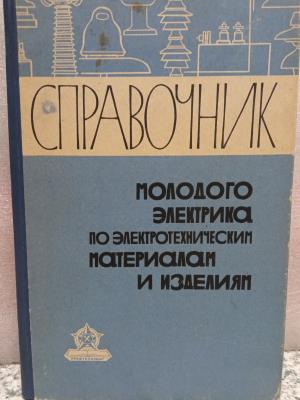 СПРАВОЧНИК
МОЛОДОГО
ЭЛЕКТРИКА
ПО ЭЛЕКТРОТЕХНИЧЕСКИМ
МАТЕРИАЛАМ
И ИЗДЕЛИЯМ